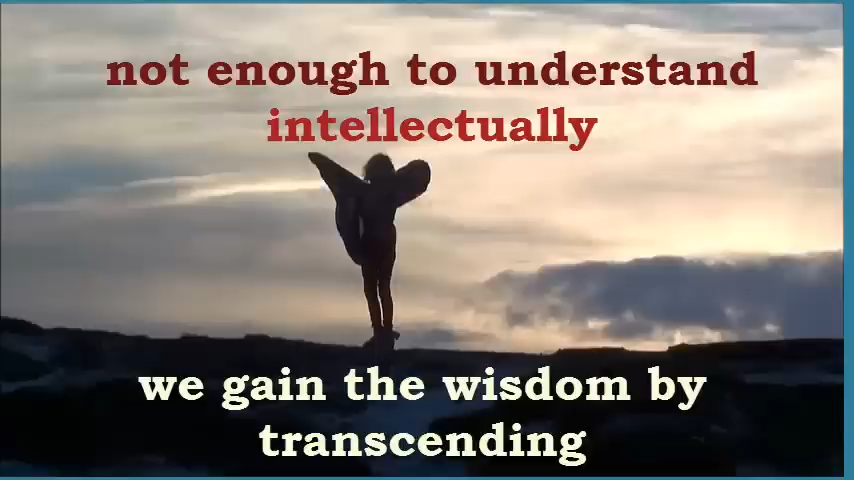 not enough to understand
intellectually
we gain the wisdom by
transcending